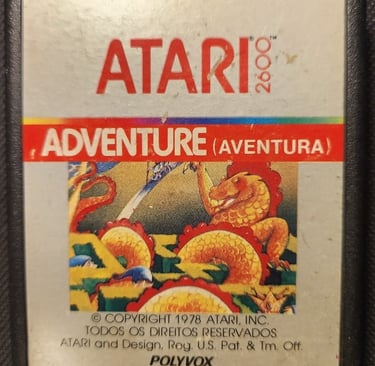 ATARI® 2600™
ADVENTURE (AVENTURA)
© COPYRIGHT 1978 ATARI, INC.
TODOS OS DIREITOS RESERVADOS
ATARI and Design, Rog. U.S. Pat. & Tm. Off.
POLYVOX